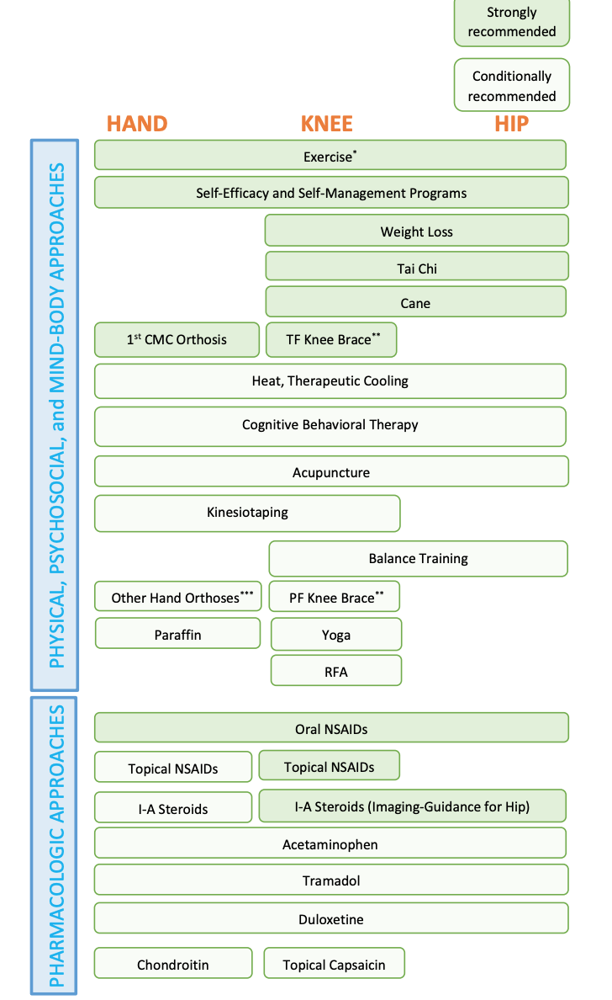 Strongly
recommended
Conditionally
recommended
HAND
KNEE
HIP
PHYSICAL, PSYCHOSOCIAL, and MIND-BODY APPROACHES
Exercise*
Self-Efficacy and Self-Management Programs
Weight Loss
Tai Chi
Cane
1st CMC Orthosis
TF Knee Brace**
Heat, Therapeutic Cooling
Cognitive Behavioral Therapy
Acupuncture
Kinesiotaping
Balance Training
Other Hand Orthoses***
PF Knee Brace**
Paraffin
Yoga
RFA
PHARMACOLOGIC APPROACHES
Oral NSAIDs
Topical NSAIDs
Topical NSAIDs
I-A Steroids
I-A Steroids (Imaging-Guidance for Hip)
Acetaminophen
Tramadol
Duloxetine
Chondroitin
Topical Capsaicin